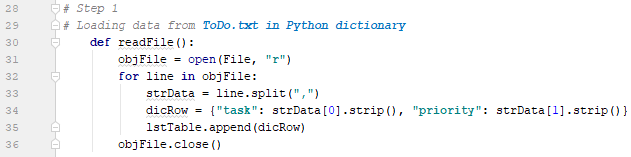 28 # Step 1
29 # Loading data from ToDo.txt in Python dictionary
30 def readFile():
31 objFile = open(File, "r")
32 for line in objFile:
33 strData = line.split(",")
34 dicRow = {"task": strData[0].strip(), "priority": strData[1].strip()}
35 lstTable.append(dicRow)
36 objFile.close()